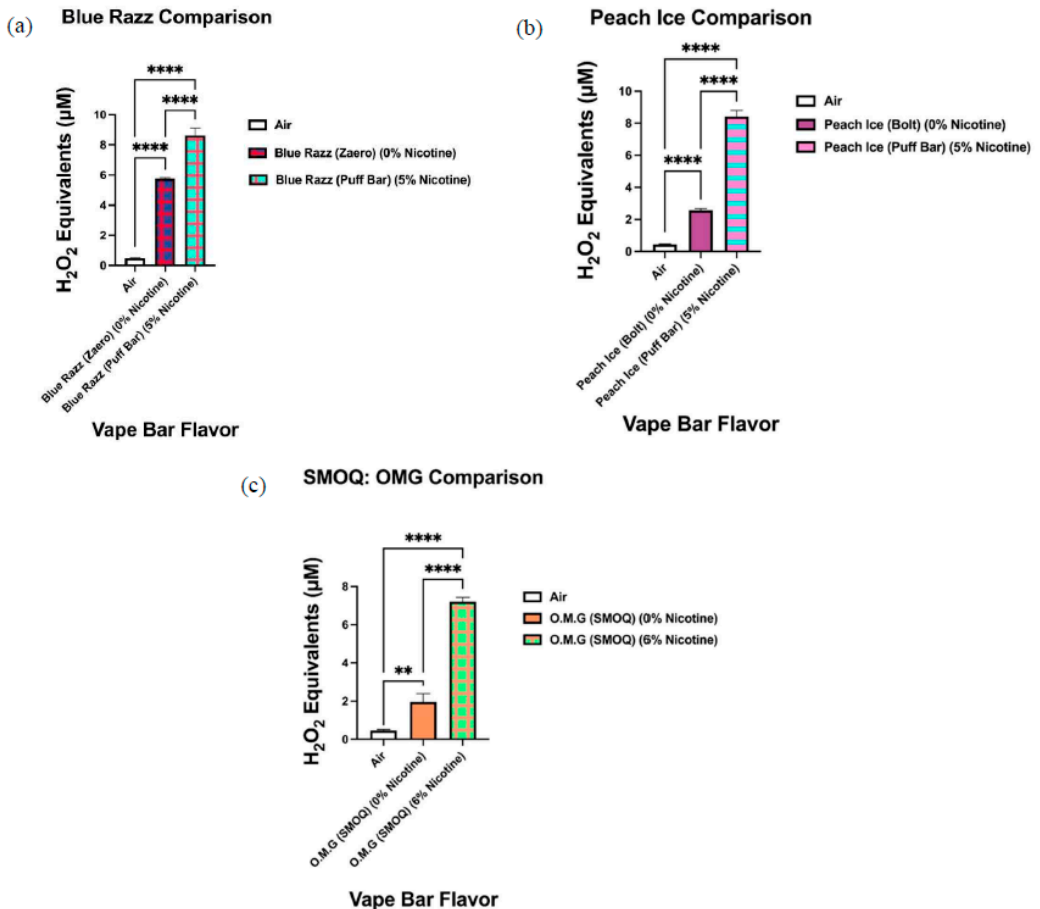 (a)
Blue Razz Comparison
H₂O₂ Equivalents (µM)
10
8
6
4
2
0
****
****
****
Air
Blue Razz (Zaero) (0% Nicotine)
Blue Razz (Puff Bar) (5% Nicotine)
Air
Blue Razz (Zaero) (0% Nicotine)
Blue Razz (Puff Bar) (5% Nicotine)
Vape Bar Flavor
(b)
Peach Ice Comparison
H₂O₂ Equivalents (µM)
10
8
6
4
2
0
****
****
****
Air
Peach Ice (Bolt) (0% Nicotine)
Peach Ice (Puff Bar) (5% Nicotine)
Air
Peach Ice (Bolt) (0% Nicotine)
Peach Ice (Puff Bar) (5% Nicotine)
Vape Bar Flavor
(c)
SMOQ: OMG Comparison
H₂O₂ Equivalents (µM)
8
6
4
2
0
****
****
**
Air
O.M.G (SMOQ) (0% Nicotine)
O.M.G (SMOQ) (6% Nicotine)
Air
O.M.G (SMOQ) (0% Nicotine)
O.M.G (SMOQ) (6% Nicotine)
Vape Bar Flavor